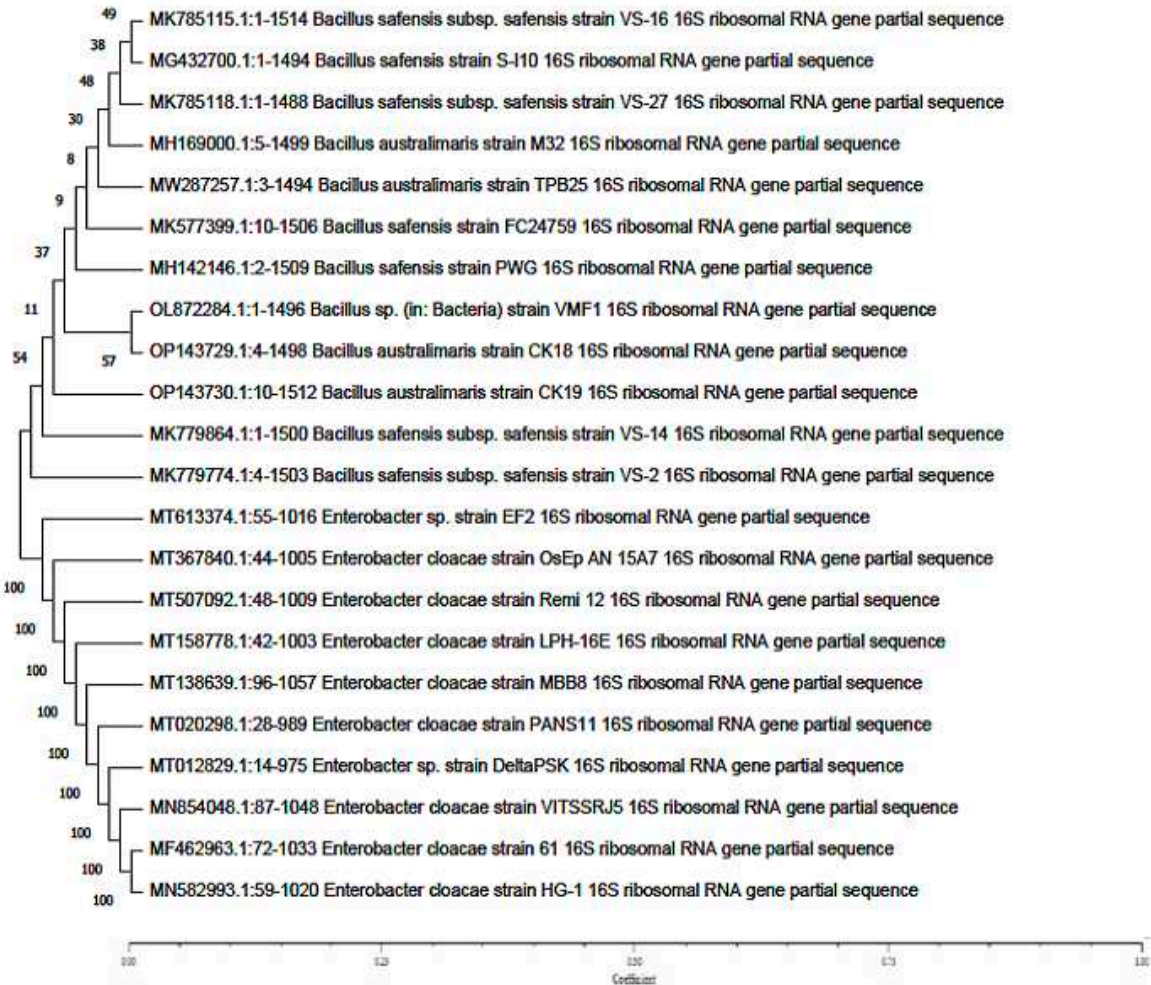 49
MK785115.1:1-1514 Bacillus safensis subsp. safensis strain VS-16 16S ribosomal RNA gene partial sequence
38
MG432700.1:1-1494 Bacillus safensis strain S-I10 16S ribosomal RNA gene partial sequence
48
MK785118.1:1-1488 Bacillus safensis subsp. safensis strain VS-27 16S ribosomal RNA gene partial sequence
30
MH169000.1:5-1499 Bacillus australimaris strain M32 16S ribosomal RNA gene partial sequence
8
MW287257.1:3-1494 Bacillus australimaris strain TPB25 16S ribosomal RNA gene partial sequence
9
MK577399.1:10-1506 Bacillus safensis strain FC24759 16S ribosomal RNA gene partial sequence
37
MH142146.1:2-1509 Bacillus safensis strain PWG 16S ribosomal RNA gene partial sequence
11
OL872284.1:1-1496 Bacillus sp. (in: Bacteria) strain VMF1 16S ribosomal RNA gene partial sequence
54
57
OP143729.1:4-1498 Bacillus australimaris strain CK18 16S ribosomal RNA gene partial sequence
OP143730.1:10-1512 Bacillus australimaris strain CK19 16S ribosomal RNA gene partial sequence
MK779864.1:1-1500 Bacillus safensis subsp. safensis strain VS-14 16S ribosomal RNA gene partial sequence
MK779774.1:4-1503 Bacillus safensis subsp. safensis strain VS-2 16S ribosomal RNA gene partial sequence
MT613374.1:55-1016 Enterobacter sp. strain EF2 16S ribosomal RNA gene partial sequence
MT367840.1:44-1005 Enterobacter cloacae strain OsEp AN 15A7 16S ribosomal RNA gene partial sequence
100
MT507092.1:48-1009 Enterobacter cloacae strain Remi 12 16S ribosomal RNA gene partial sequence
100
MT158778.1:42-1003 Enterobacter cloacae strain LPH-16E 16S ribosomal RNA gene partial sequence
100
MT138639.1:96-1057 Enterobacter cloacae strain MBB8 16S ribosomal RNA gene partial sequence
100
MT020298.1:28-989 Enterobacter cloacae strain PANS11 16S ribosomal RNA gene partial sequence
100
MT012829.1:14-975 Enterobacter sp. strain DeltaPSK 16S ribosomal RNA gene partial sequence
100
MN854048.1:87-1048 Enterobacter cloacae strain VITSSRJ5 16S ribosomal RNA gene partial sequence
100
MF462963.1:72-1033 Enterobacter cloacae strain 61 16S ribosomal RNA gene partial sequence
100
MN582993.1:59-1020 Enterobacter cloacae strain HG-1 16S ribosomal RNA gene partial sequence
100
0.00 0.25 0.50 0.75 1.00
Coefficient